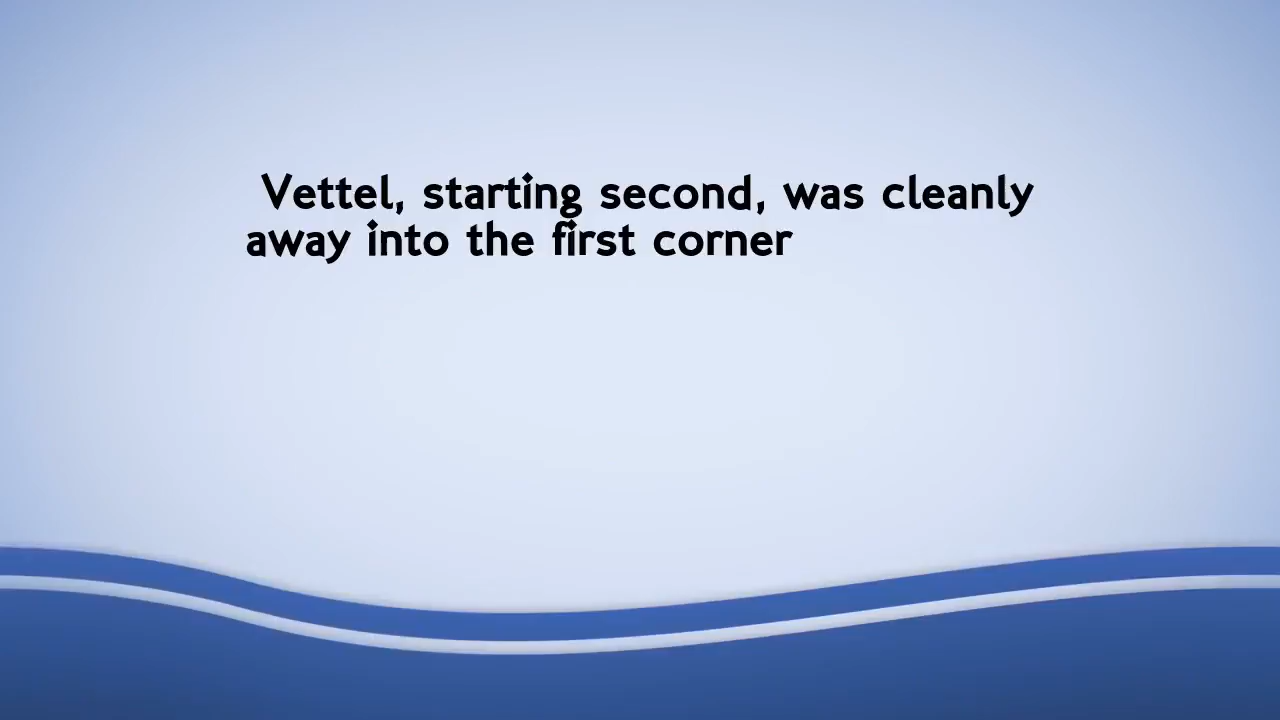 Vettel, starting second, was cleanly
away into the first corner